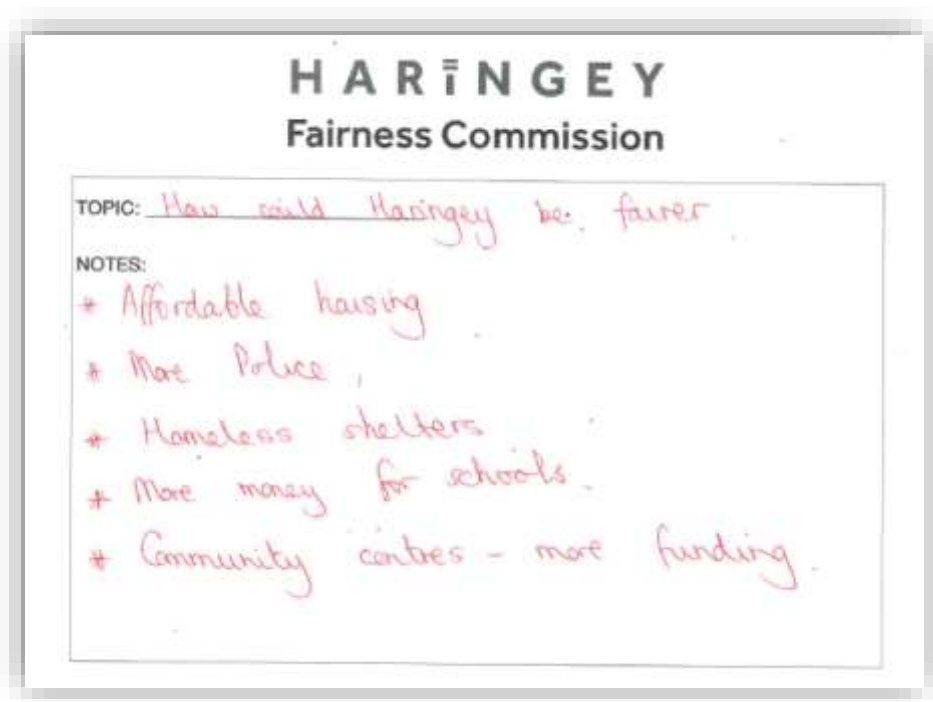 HARINGEY
Fairness Commission
TOPIC: How could Haringey be fairer
NOTES:
* Affordable housing
* More Police
* Homeless shelters
* More money for schools.
* Community centres - more funding.